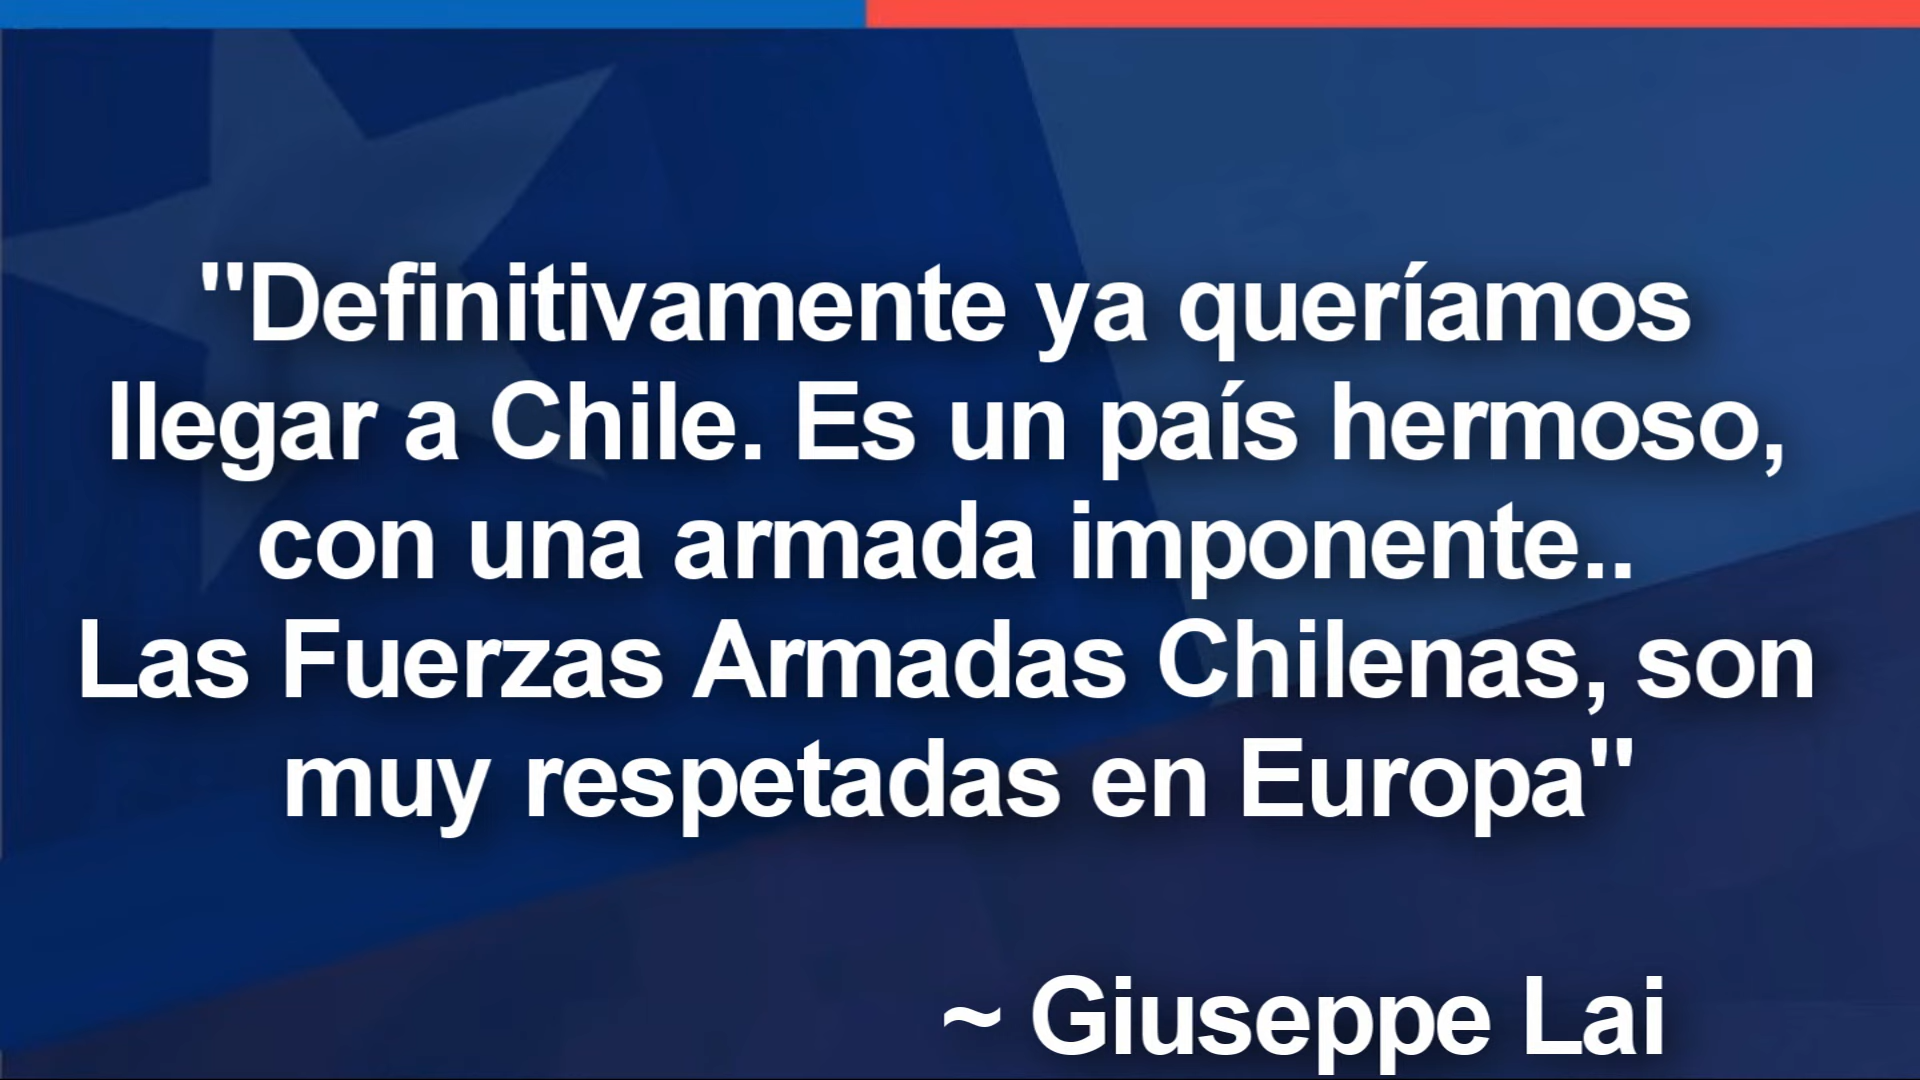 "Definitivamente ya queríamos
llegar a Chile. Es un país hermoso,
con una armada imponente..
Las Fuerzas Armadas Chilenas, son
muy respetadas en Europa"
~ Giuseppe Lai